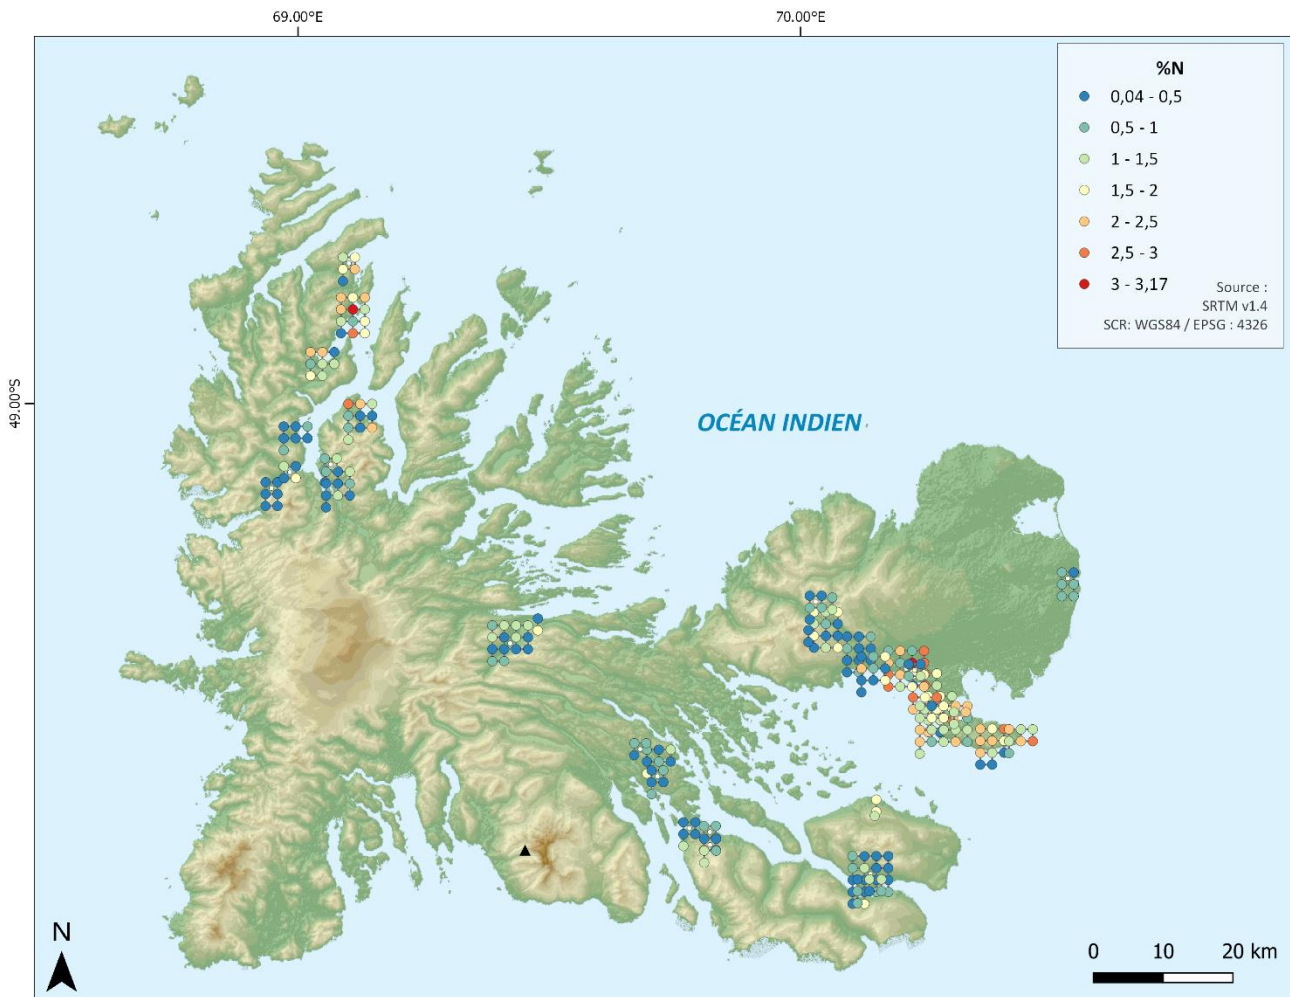 69.00°E
70.00°E
%N
0,04 - 0,5
0,5 - 1
1 - 1,5
1,5 - 2
2 - 2,5
2,5 - 3
3 - 3,17
Source :
SRTM v1.4
SCR: WGS84 / EPSG : 4326
49.00°S
OCÉAN INDIEN
N
0 10 20 km